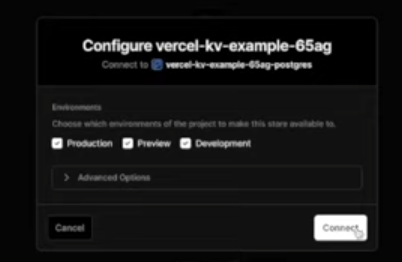 Configure vercel-kv-example-65ag
Connect to vercel-kv-example-65ag-postgres
Environments
Choose which environments of the project to make this store available to.
Production Preview Development
Advanced Options
Cancel Connect